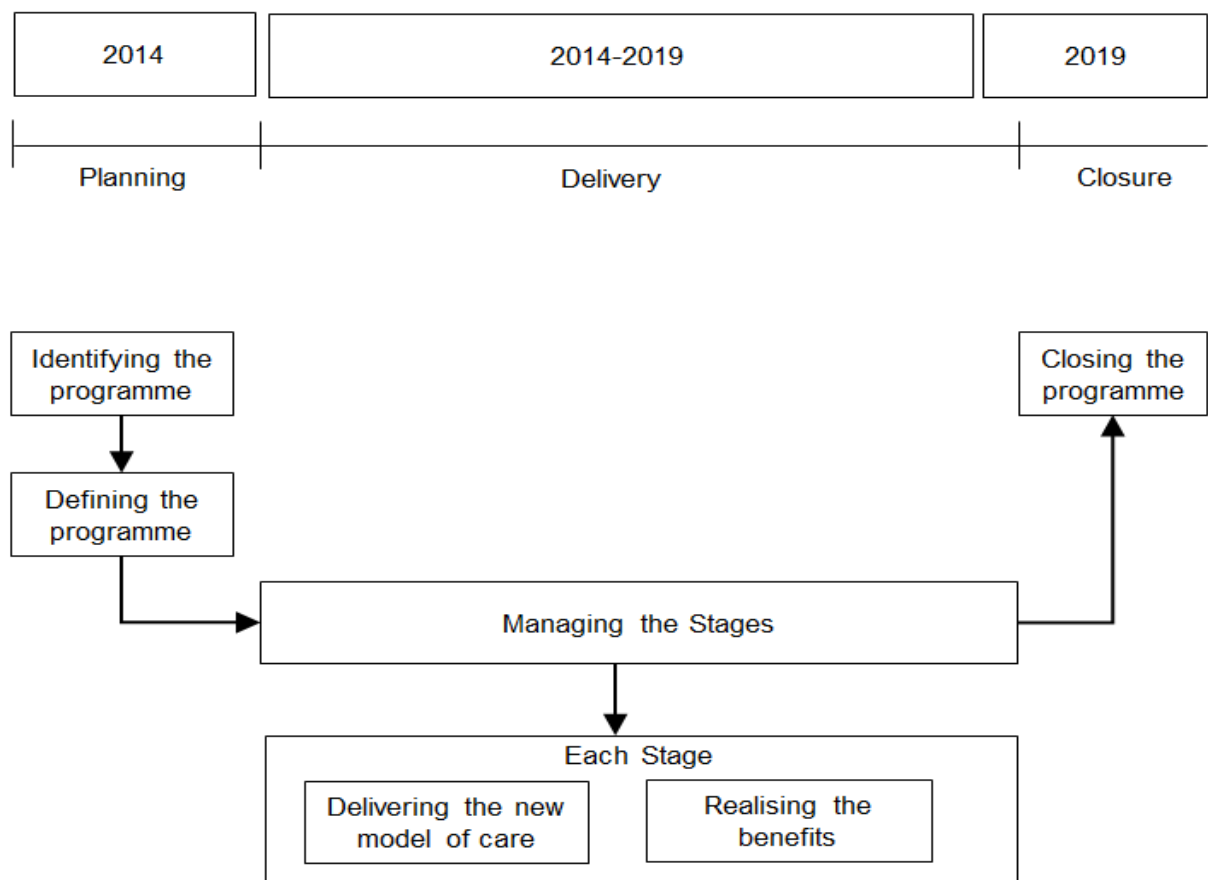 2014
2014-2019
2019
Planning
Delivery
Closure
Identifying the
programme
Closing the
programme
Defining the
programme
Managing the Stages
Each Stage
Delivering the new
model of care
Realising the
benefits